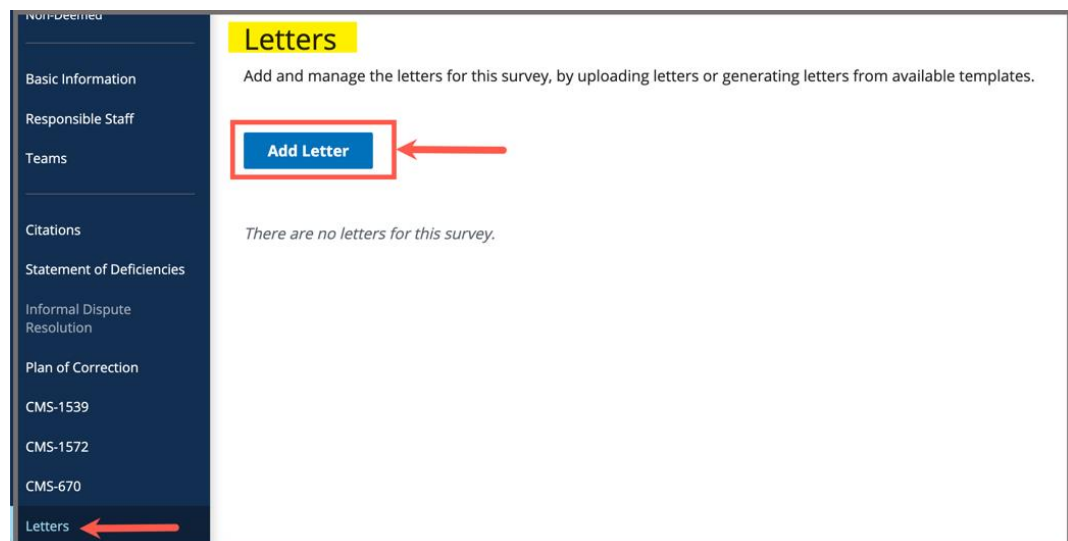 Non-Deemed
Basic Information
Responsible Staff
Teams
Citations
Statement of Deficiencies
Informal Dispute
Resolution
Plan of Correction
CMS-1539
CMS-1572
CMS-670
Letters
Letters
Add and manage the letters for this survey, by uploading letters or generating letters from available templates.
Add Letter
There are no letters for this survey.